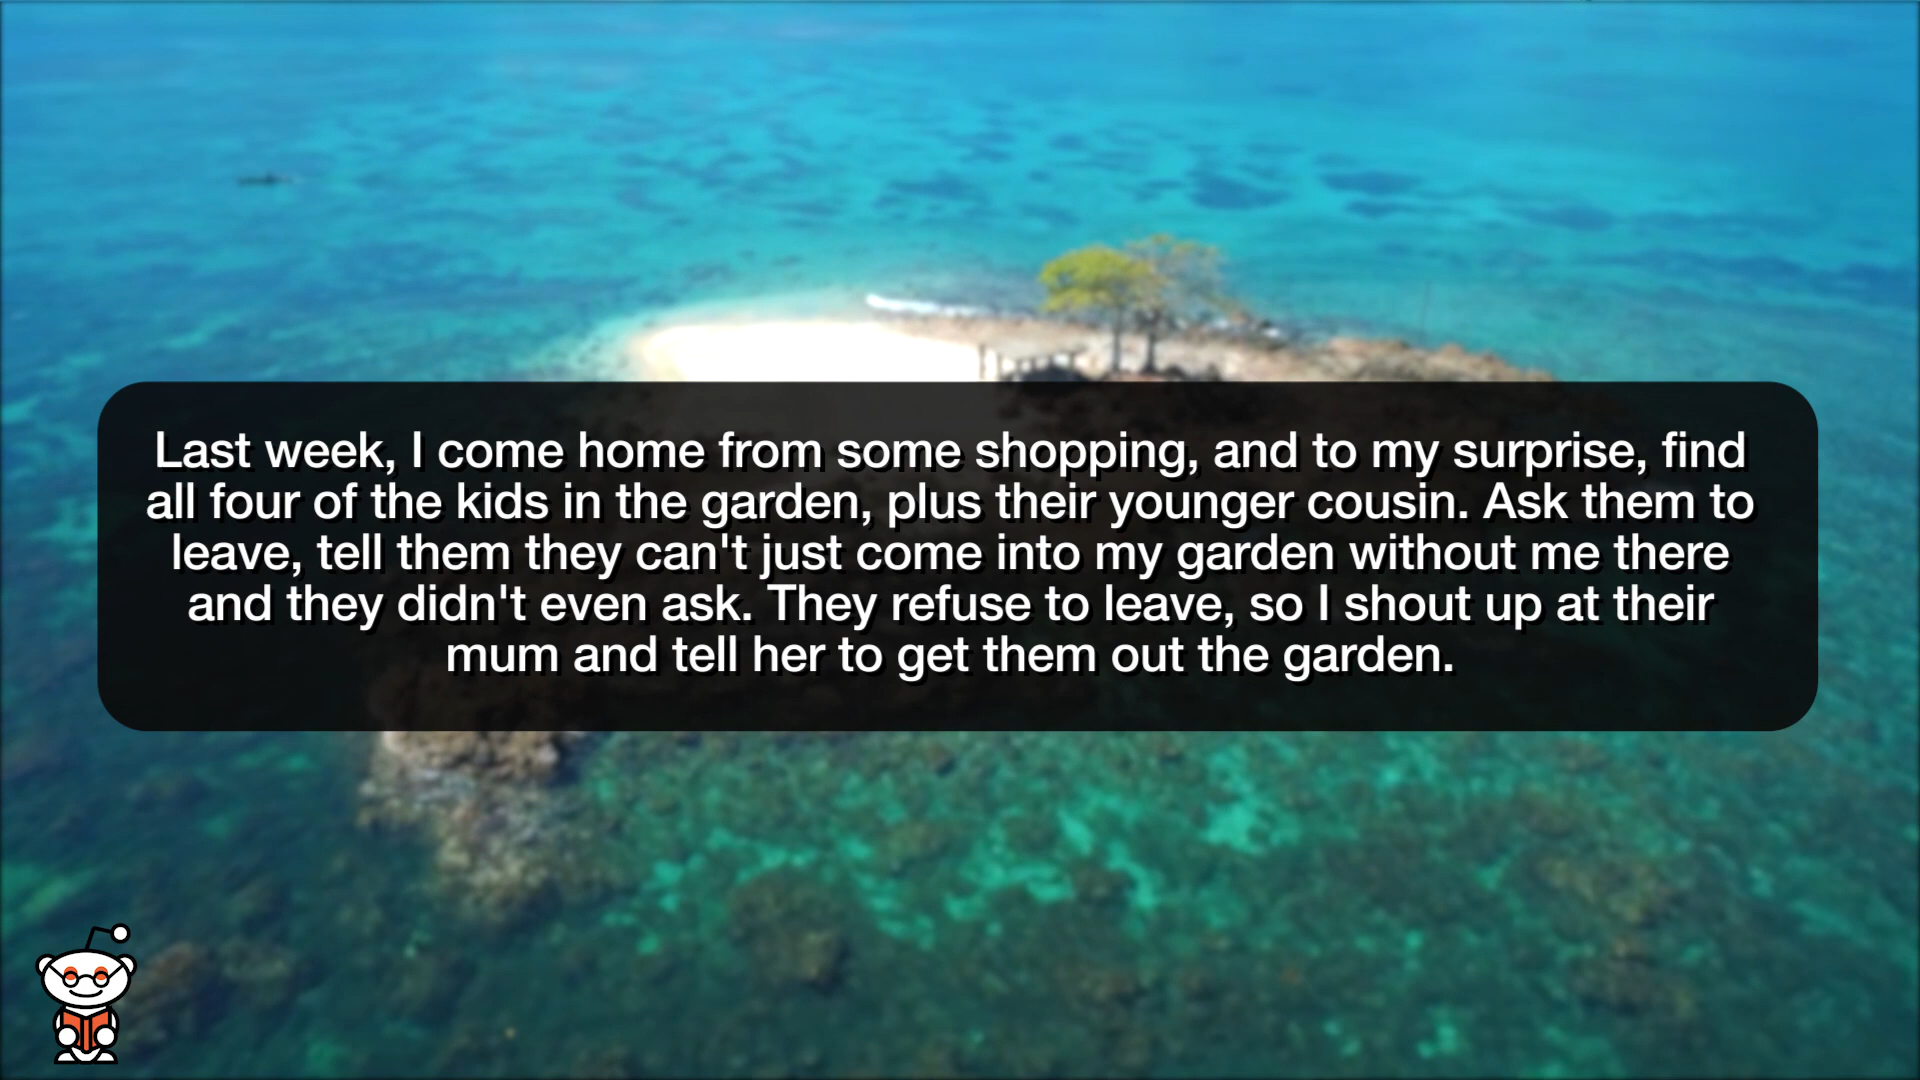 Last week, I come home from some shopping, and to my surprise, find
all four of the kids in the garden, plus their younger cousin. Ask them to
leave, tell them they can't just come into my garden without me there
and they didn't even ask. They refuse to leave, so I shout up at their
mum and tell her to get them out the garden.